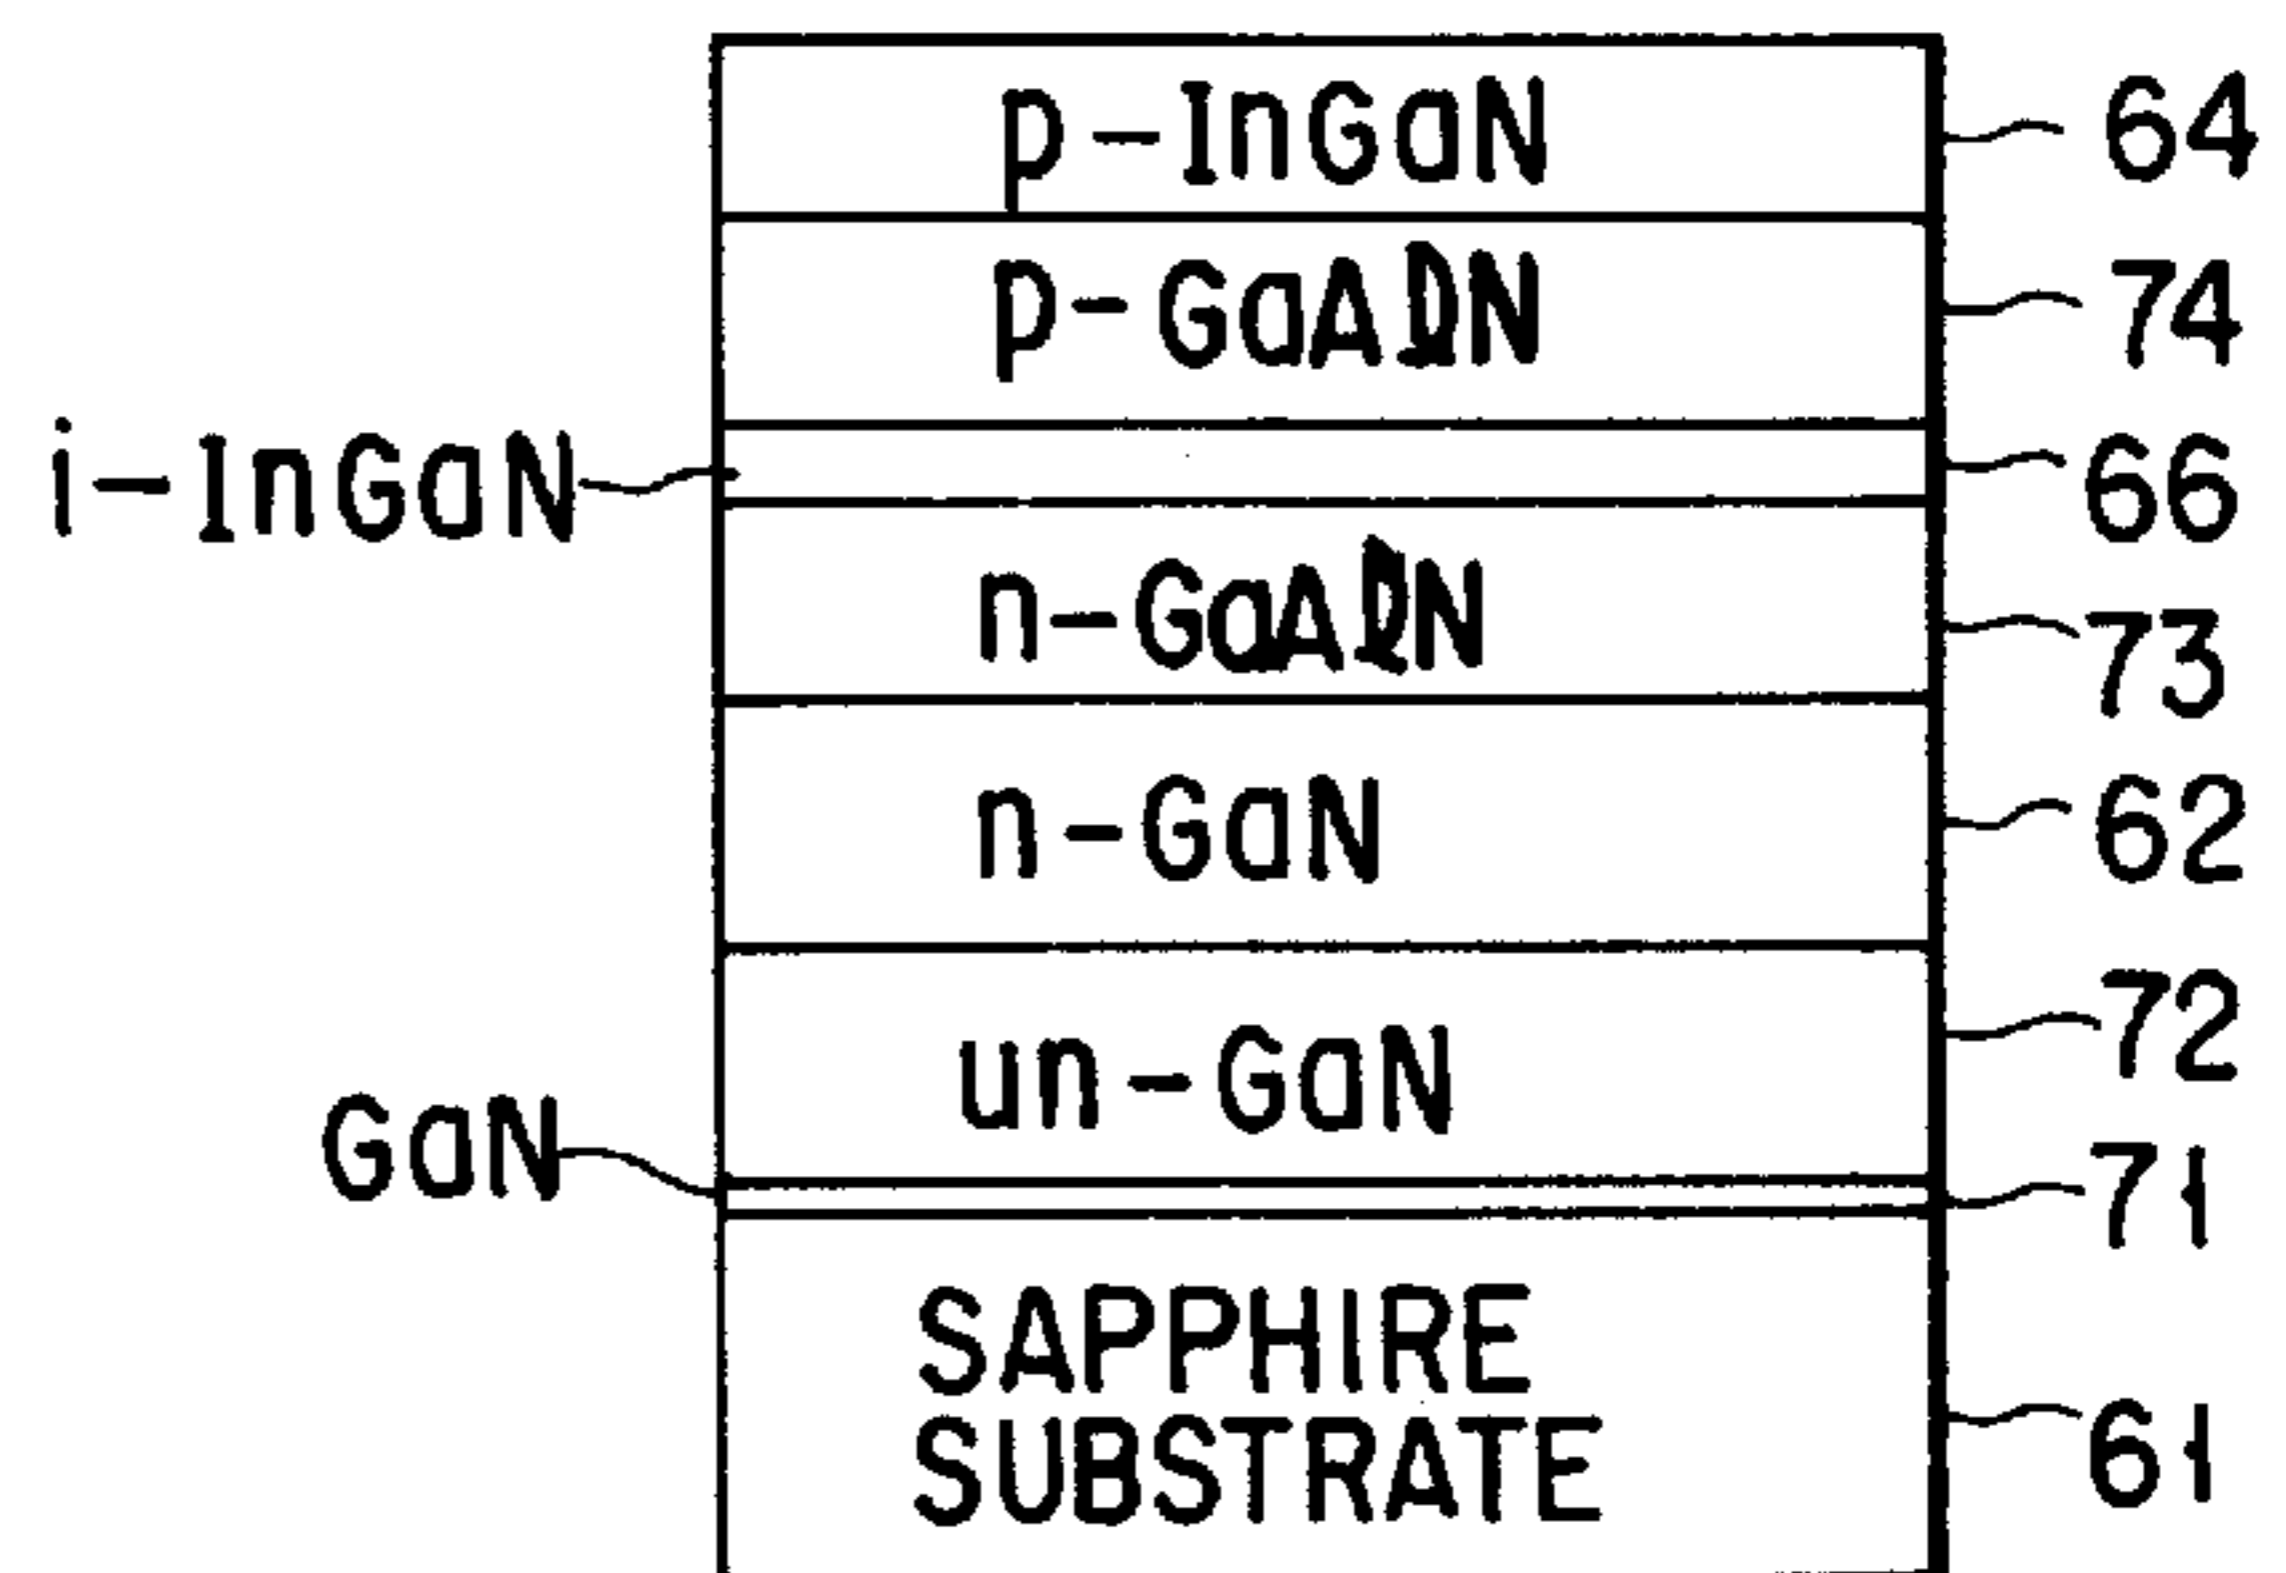 p-InGaN 64
p-GaAlN 74
i-InGaN 66
n-GaAlN 73
n-GaN 62
un-GaN 72
GaN 71
SAPPHIRE
SUBSTRATE 61